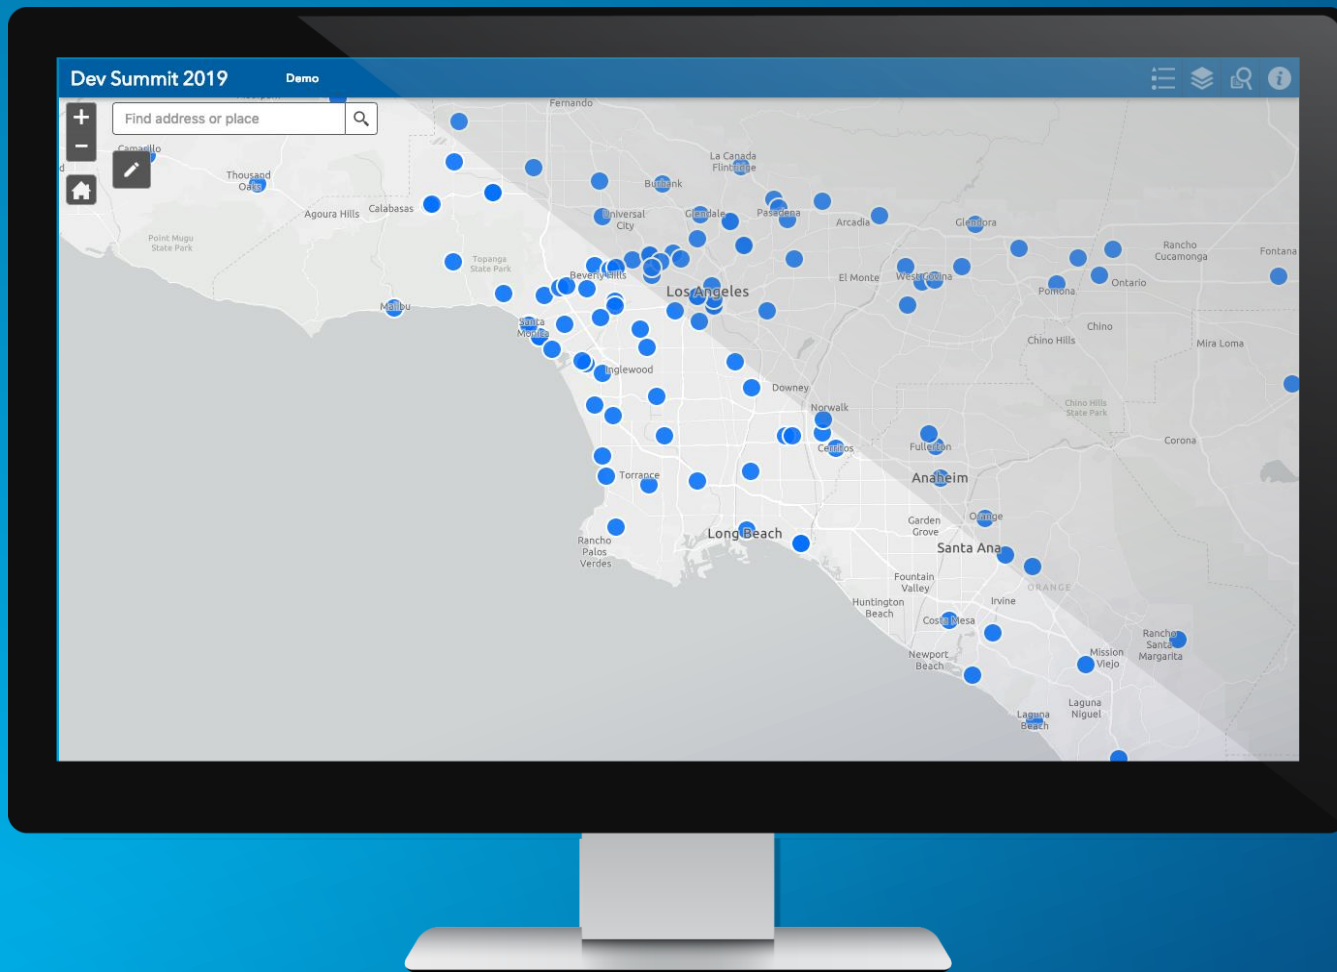 Dev Summit 2019
Demo
Find address or place
Fernando
Camarillo
Thousand
Oaks
Agoura Hills
Calabasas
La Canada
Flintridge
Burbank
Universal
City
Glendale
Pasadena
Arcadia
Glendora
Rancho
Cucamonga
Fontana
Point Mugu
State Park
Topanga
State Park
Beverly Hills
Los Angeles
El Monte
West Covina
Pomona
Ontario
Malibu
Santa
Monica
Chino
Chino Hills
Mira Loma
Inglewood
Downey
Norwalk
Chino Hills
State Park
Cerritos
Fullerton
Corona
Torrance
Anaheim
Long Beach
Garden
Grove
Orange
Rancho
Palos
Verdes
Santa Ana
Fountain
Valley
ORANGE
Huntington
Beach
Irvine
Costa Mesa
Newport
Beach
Mission
Viejo
Rancho
Santa
Margarita
Laguna
Beach
Laguna
Niguel